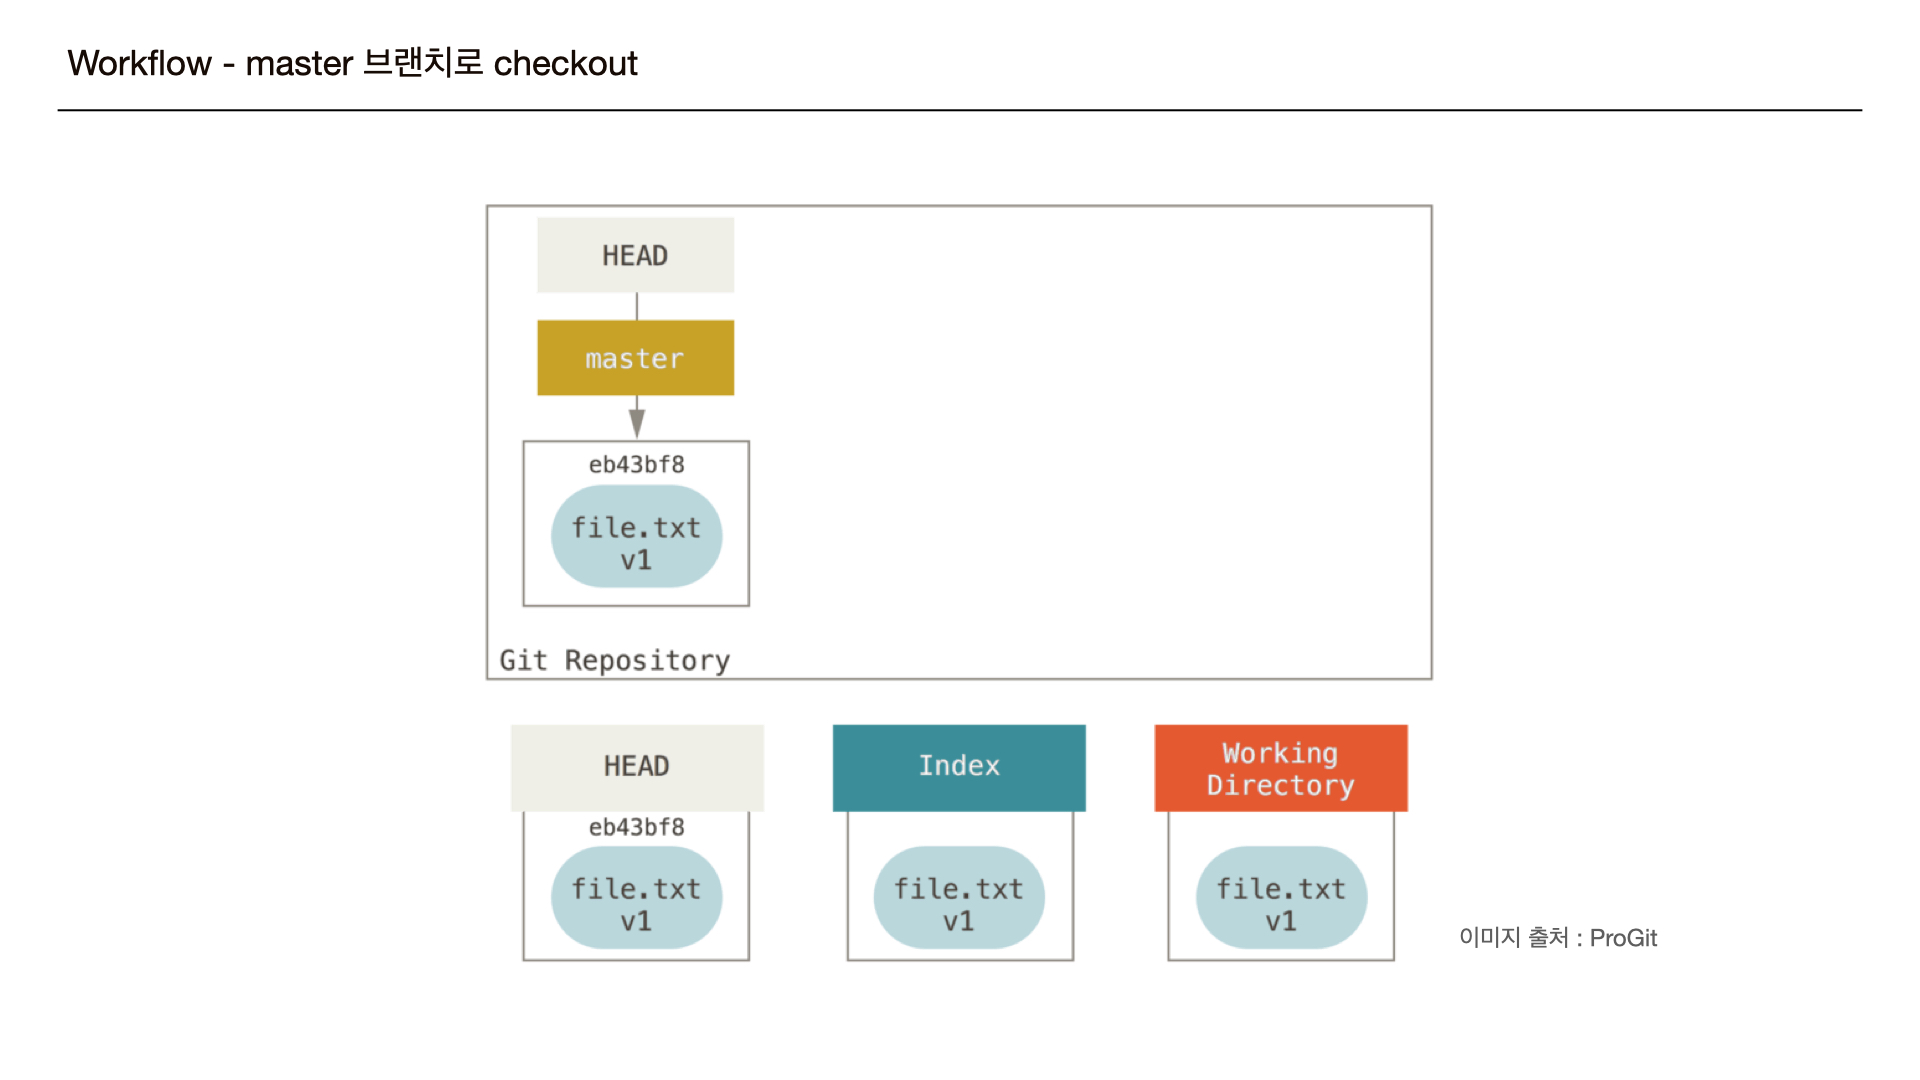 Workflow - master 브랜치로 checkout
HEAD
master
eb43bf8
file.txt
v1
Git Repository
HEAD
Index
Working
Directory
eb43bf8
file.txt
v1
file.txt
v1
file.txt
v1
이미지 출처 : ProGit